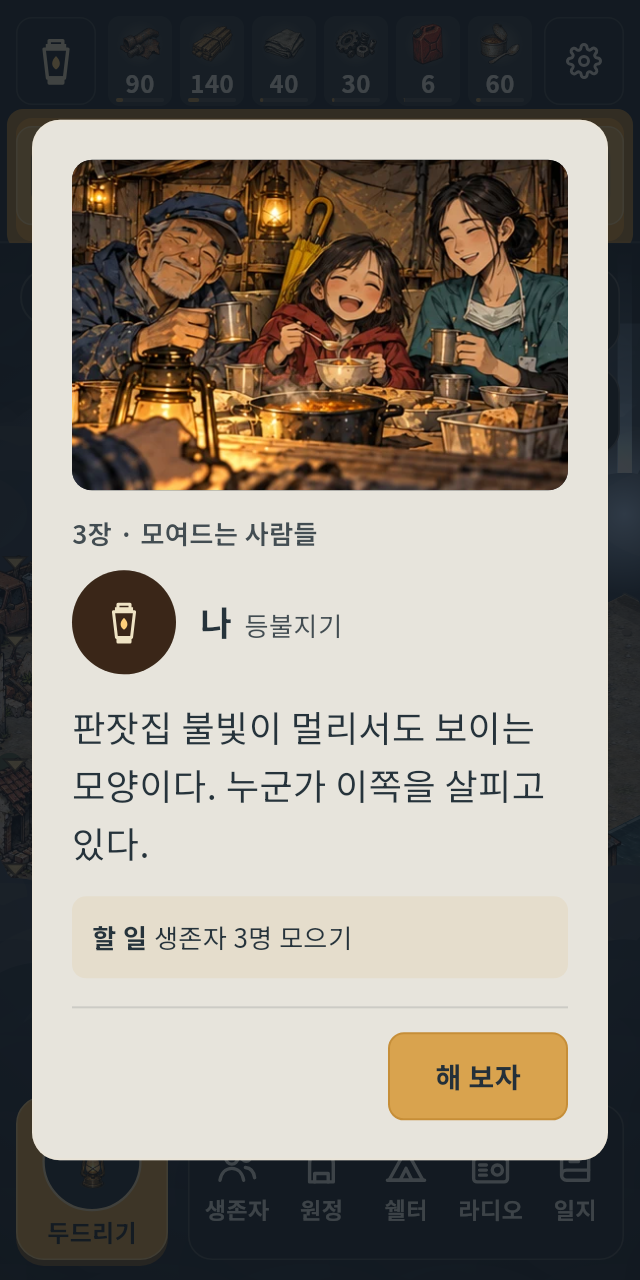 90 140 40 30 6 60
3장 · 모여드는 사람들
나 등불지기
판잣집 불빛이 멀리서도 보이는
모양이다. 누군가 이쪽을 살피고
있다.
할 일 생존자 3명 모으기
해 보자
두드리기 생존자 원정 쉘터 라디오 일지